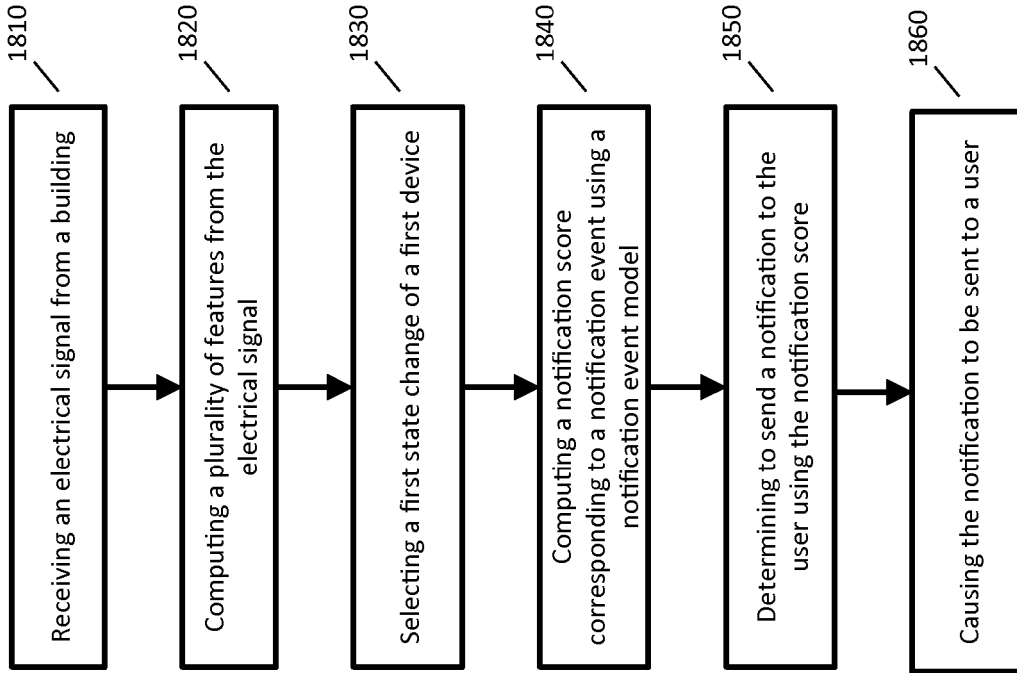 1810
Receiving an electrical signal from a building
1820
Computing a plurality of features from the
electrical signal
1830
Selecting a first state change of a first device
1840
Computing a notification score
corresponding to a notification event using a
notification event model
1850
Determining to send a notification to the
user using the notification score
1860
Causing the notification to be sent to a user